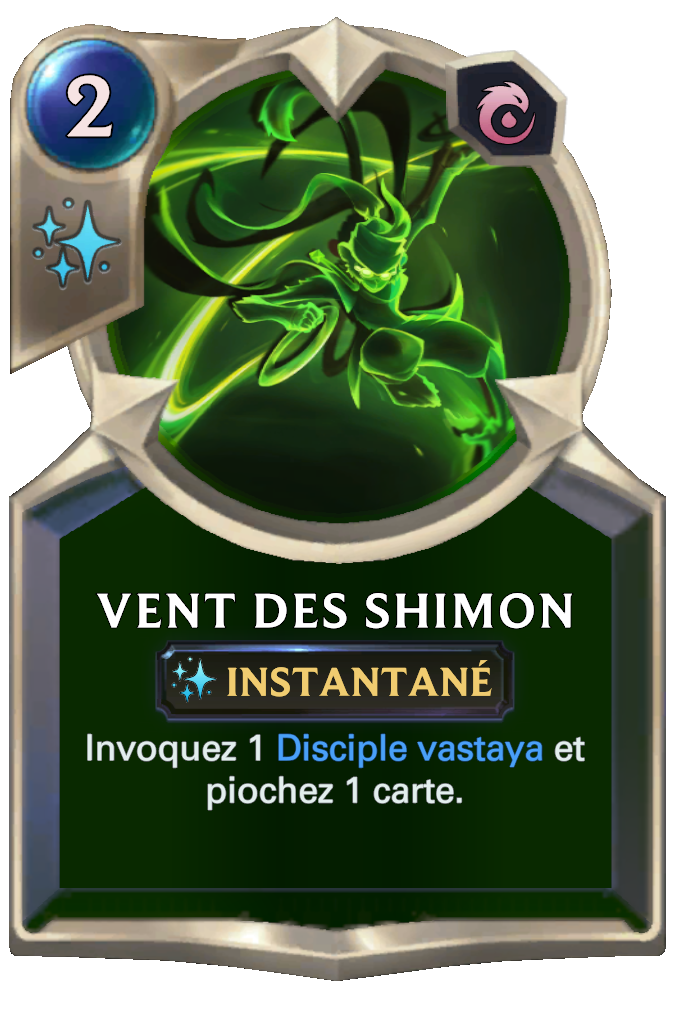 2
VENT DES SHIMON
INSTANTANÉ
Invoquez 1 Disciple vastaya et
piochez 1 carte.